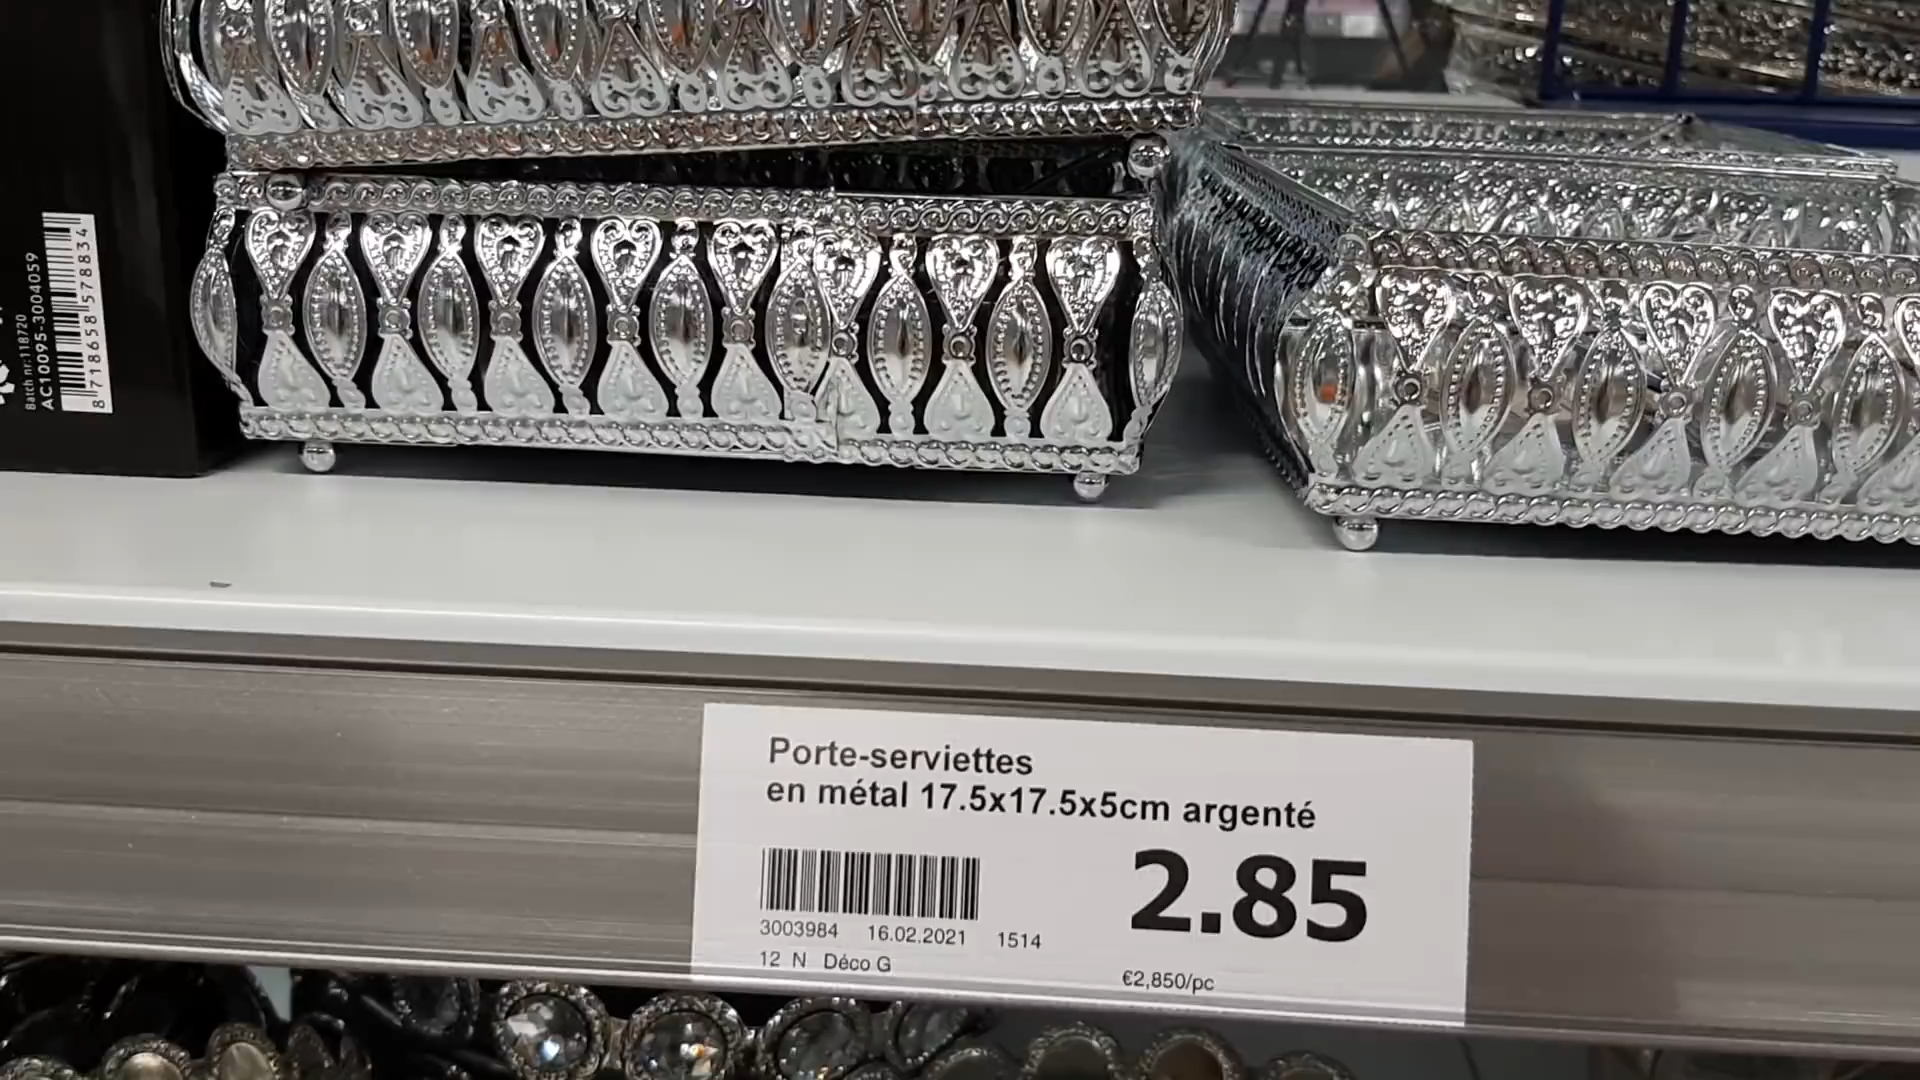 Batch nr:118720
AC10095-3004059
8718658578834
Porte-serviettes
en métal 17.5x17.5x5cm argenté
2.85
3003984 16.02.2021 1514
12 N Déco G
€2,850/pc